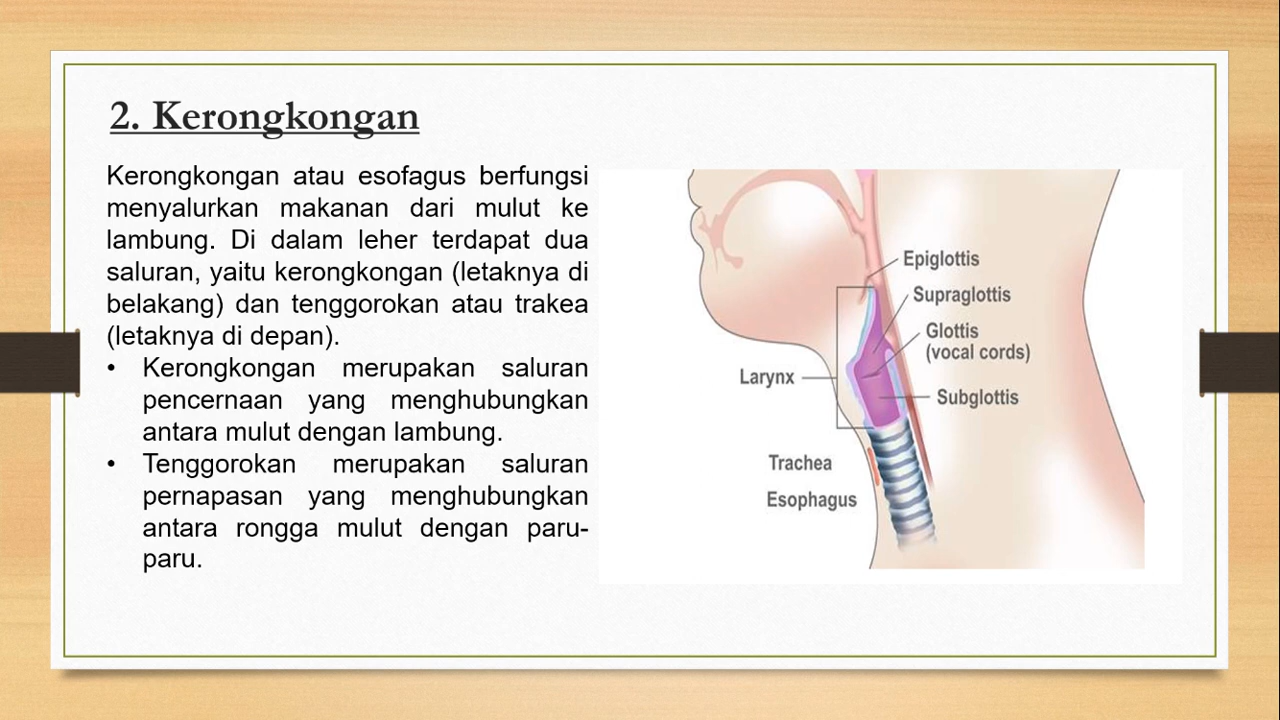 2. Kerongkongan
Kerongkongan atau esofagus berfungsi
menyalurkan makanan dari mulut ke
lambung. Di dalam leher terdapat dua
saluran, yaitu kerongkongan (letaknya di
belakang) dan tenggorokan atau trakea
(letaknya di depan).
• Kerongkongan merupakan saluran
pencernaan yang menghubungkan
antara mulut dengan lambung.
• Tenggorokan merupakan saluran
pernapasan yang menghubungkan
antara rongga mulut dengan paru-
paru.
Epiglottis
Supraglottis
Glottis
(vocal cords)
Larynx
Subglottis
Trachea
Esophagus